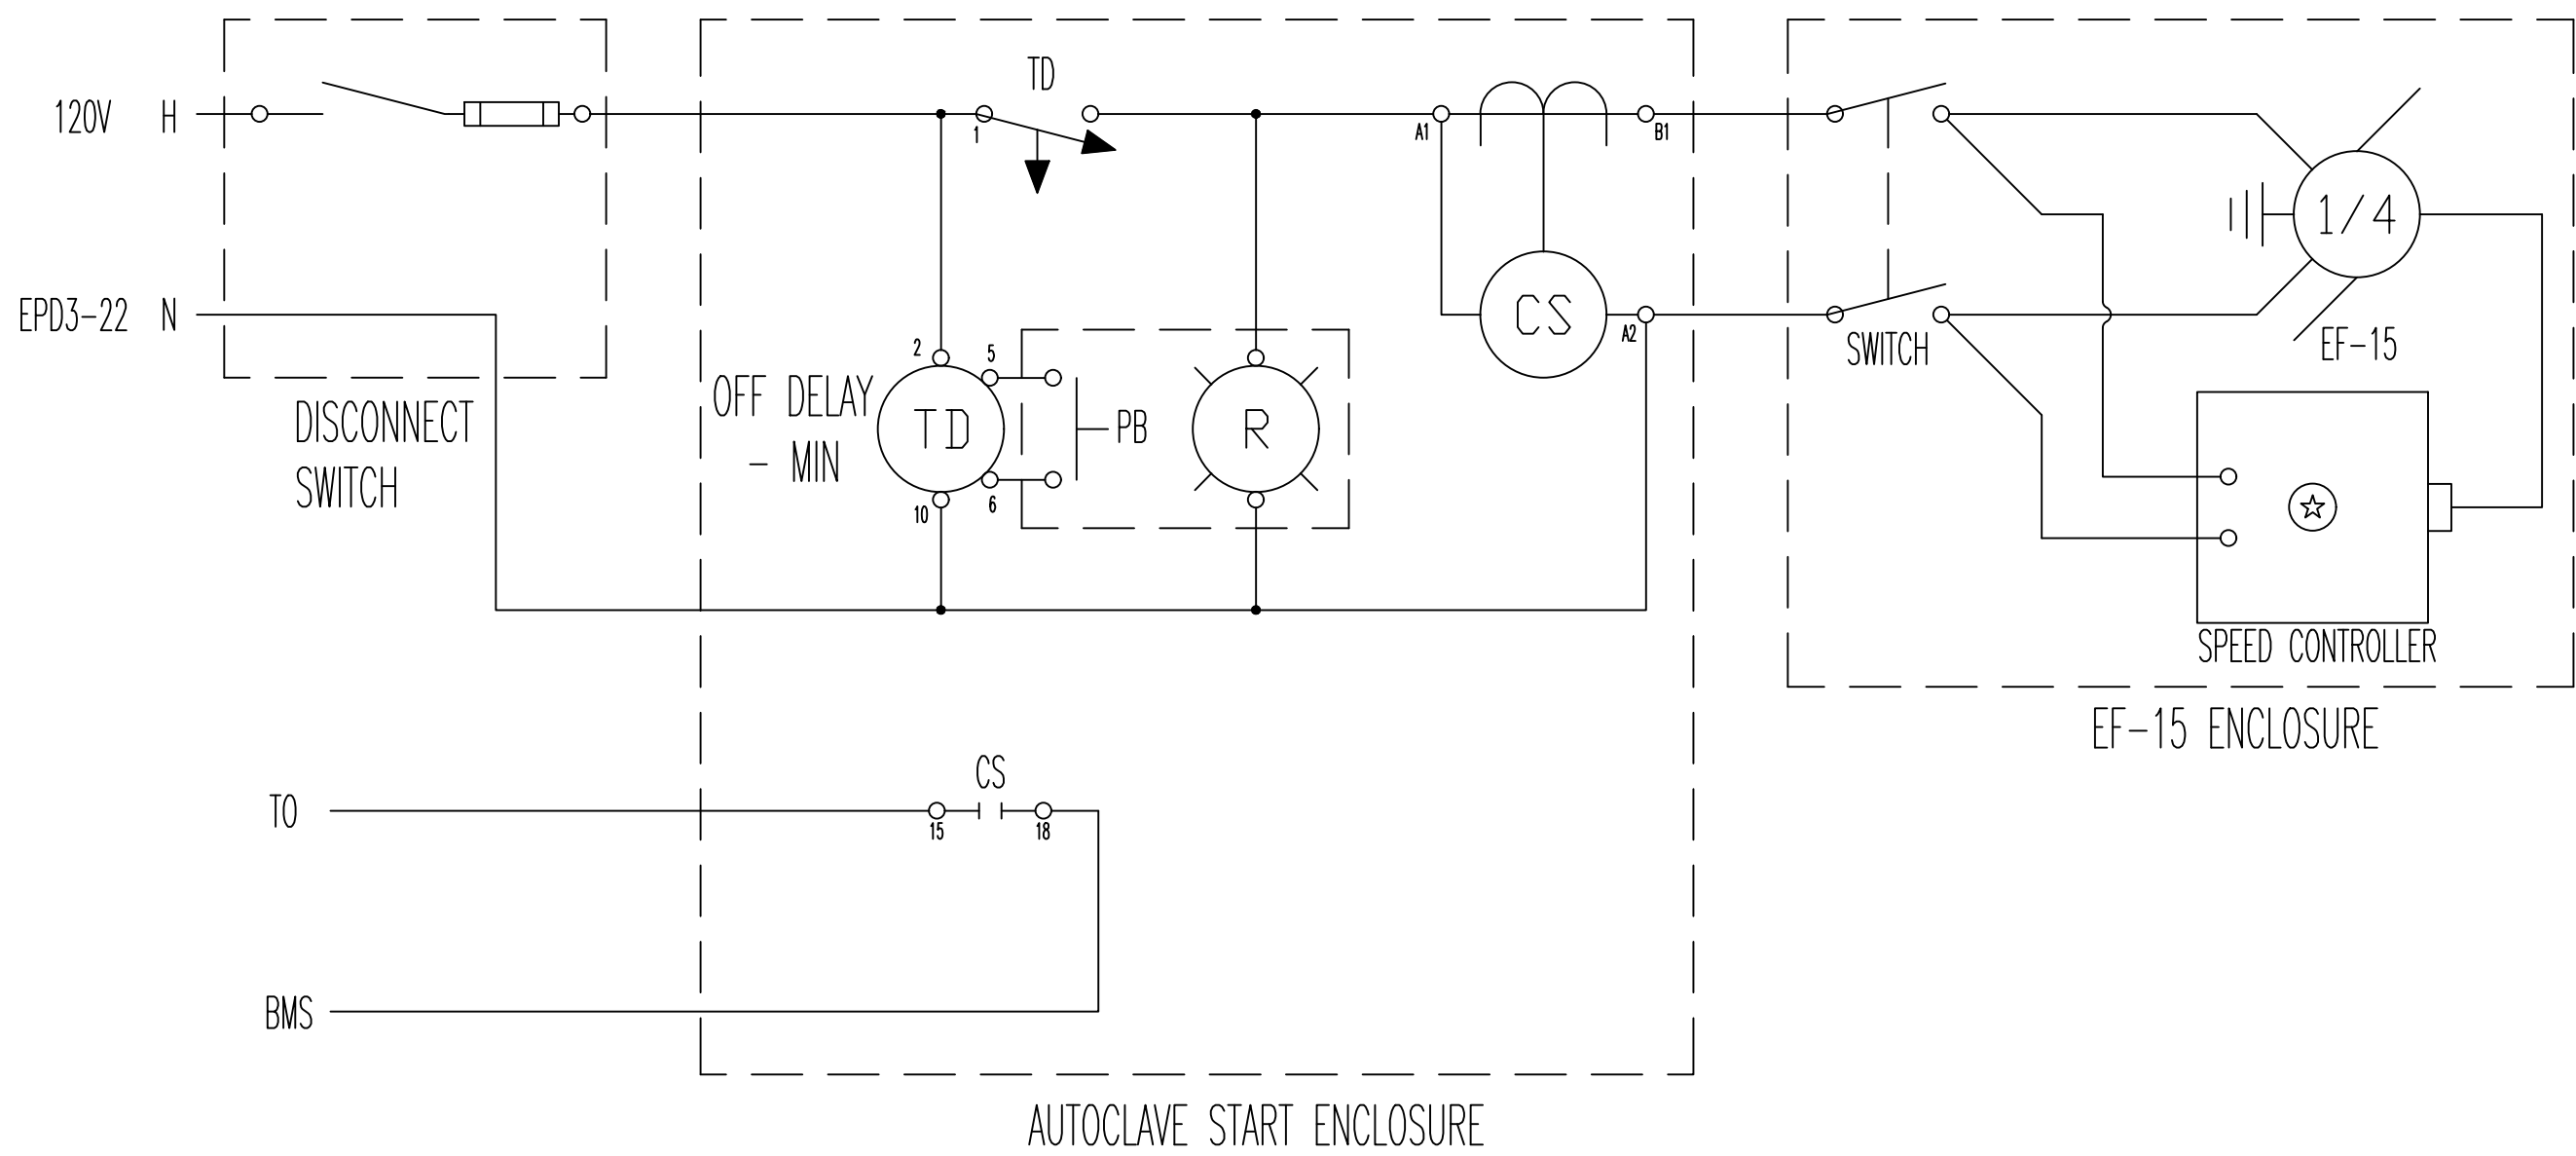 120V H
EPD3-22 N
DISCONNECT
SWITCH
TD
1
2
5
OFF DELAY
- MIN
TD
PB
R
10
6
A1
B1
CS
A2
SWITCH
1/4
EF-15
SPEED CONTROLLER
EF-15 ENCLOSURE
TO
CS
15
18
BMS
AUTOCLAVE START ENCLOSURE